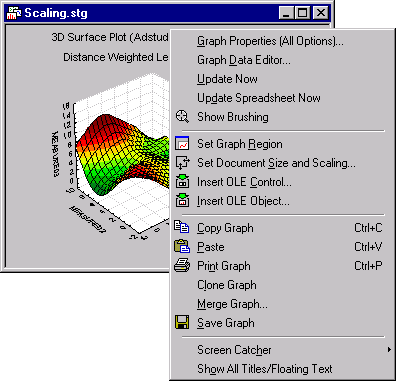 Scaling.stg
3D Surface Plot (Adstud
Distance Weighted Le
Graph Properties (All Options)...
Graph Data Editor...
Update Now
Update Spreadsheet Now
Show Brushing
Set Graph Region
Set Document Size and Scaling...
Insert OLE Control...
Insert OLE Object...
Copy Graph Ctrl+C
Paste Ctrl+V
Print Graph Ctrl+P
Clone Graph
Merge Graph...
Save Graph
Screen Catcher
Show All Titles/Floating Text